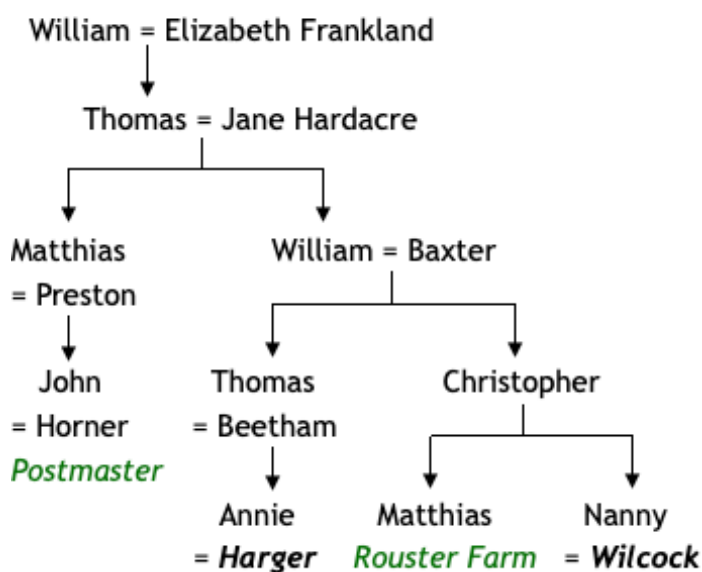 William = Elizabeth Frankland
Thomas = Jane Hardacre
Matthias
= Preston
William = Baxter
John
= Horner
Postmaster
Thomas
= Beetham
Christopher
Annie
= Harger
Matthias
Rouster Farm
Nanny
= Wilcock